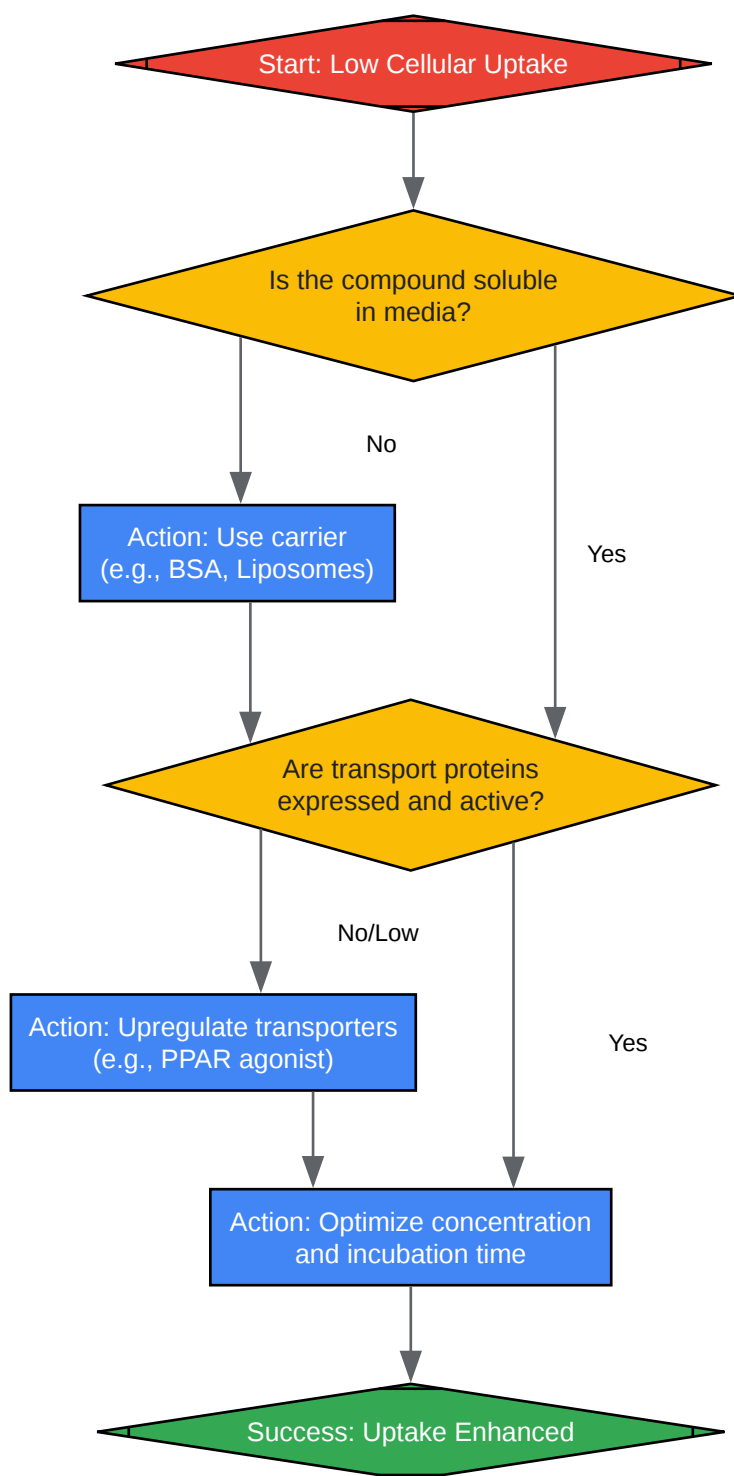 Start: Low Cellular Uptake
Is the compound soluble
in media?
No
Action: Use carrier
(e.g., BSA, Liposomes)
Yes
Are transport proteins
expressed and active?
No/Low
Action: Upregulate transporters
(e.g., PPAR agonist)
Yes
Action: Optimize concentration
and incubation time
Success: Uptake Enhanced